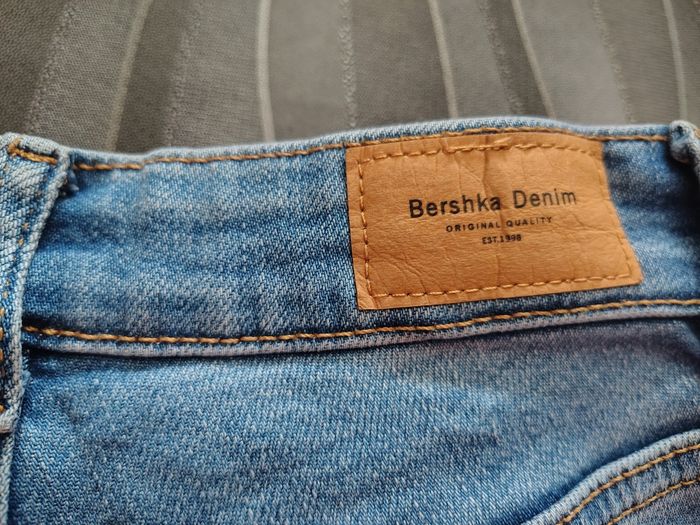 Bershka Denim
ORIGINAL QUALITY
EST.1998